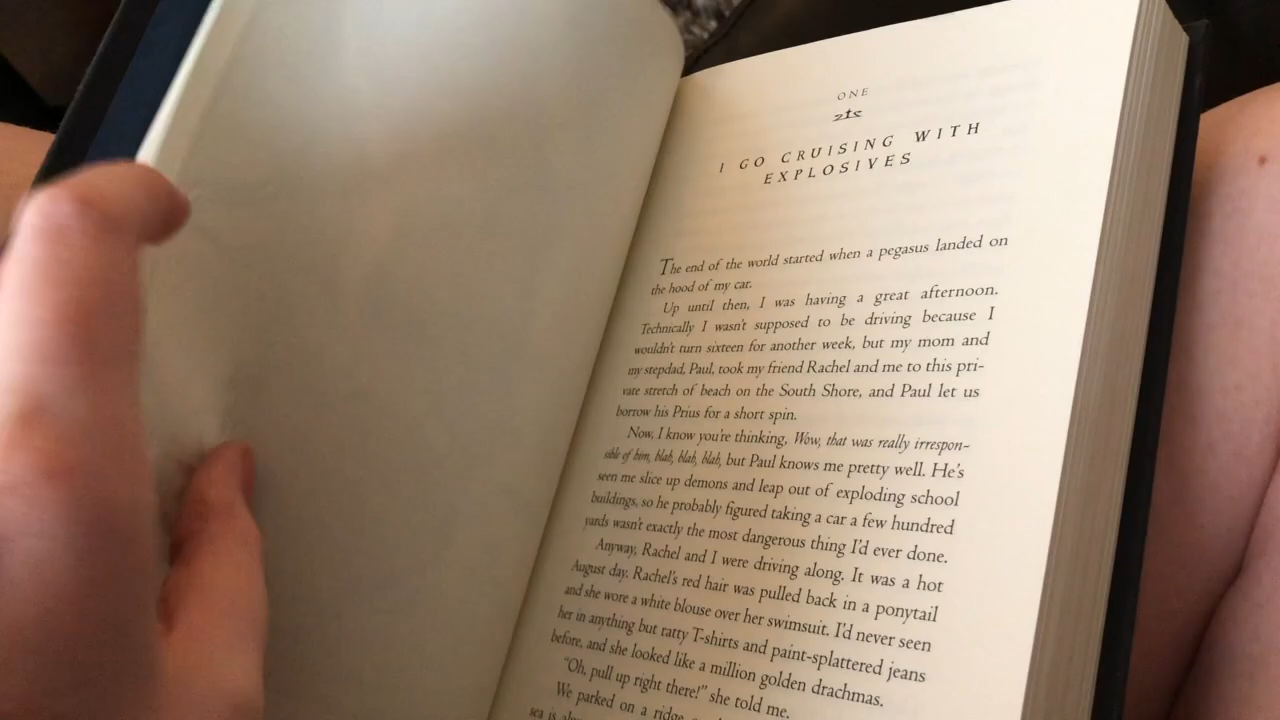 ONE
I GO CRUISING WITH
EXPLOSIVES
The end of the world started when a pegasus landed on
the hood of my car.
Up until then, I was having a great afternoon.
Technically I wasn't supposed to be driving because I
wouldn't turn sixteen for another week, but my mom and
my stepdad, Paul, took my friend Rachel and me to this pri-
vate stretch of beach on the South Shore, and Paul let us
borrow his Prius for a short spin.
Now, I know you're thinking, Wow, that was really irrespon-
sible of him, blah, blah, blah, but Paul knows me pretty well. He's
seen me slice up demons and leap out of exploding school
buildings, so he probably figured taking a car a few hundred
yards wasn't exactly the most dangerous thing I'd ever done.
Anyway, Rachel and I were driving along. It was a hot
August day. Rachel's red hair was pulled back in a ponytail
and she wore a white blouse over her swimsuit. I'd never seen
her in anything but ratty T-shirts and paint-splattered jeans
before, and she looked like a million golden drachmas.
"Oh, pull up right there!" she told me.
We parked on a ridge
sea is